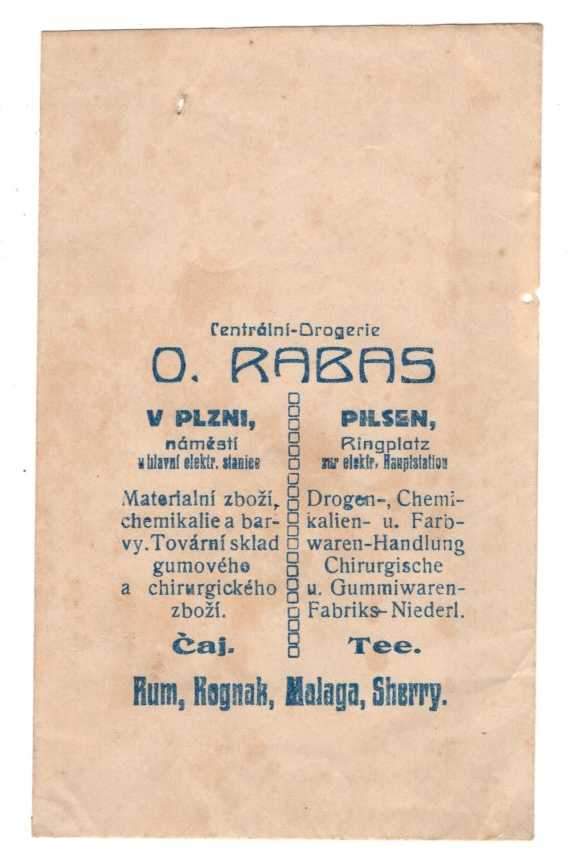 Centrální-Drogerie
O. RABAS
V PLZNI,
náměstí
u hlavní elektr. stanice
Materialní zboží,
chemikalie a bar-
vy. Tovární sklad
gumového
a chirurgického
zboží.
Čaj.
PILSEN,
Ringplatz
zur elektr. Hauptstation
Drogen-, Chemi-
kalien- u. Farb-
waren-Handlung
Chirurgische
u. Gummiwaren-
Fabriks-Niederl.
Tee.
Rum, Kognak, Malaga, Sherry.